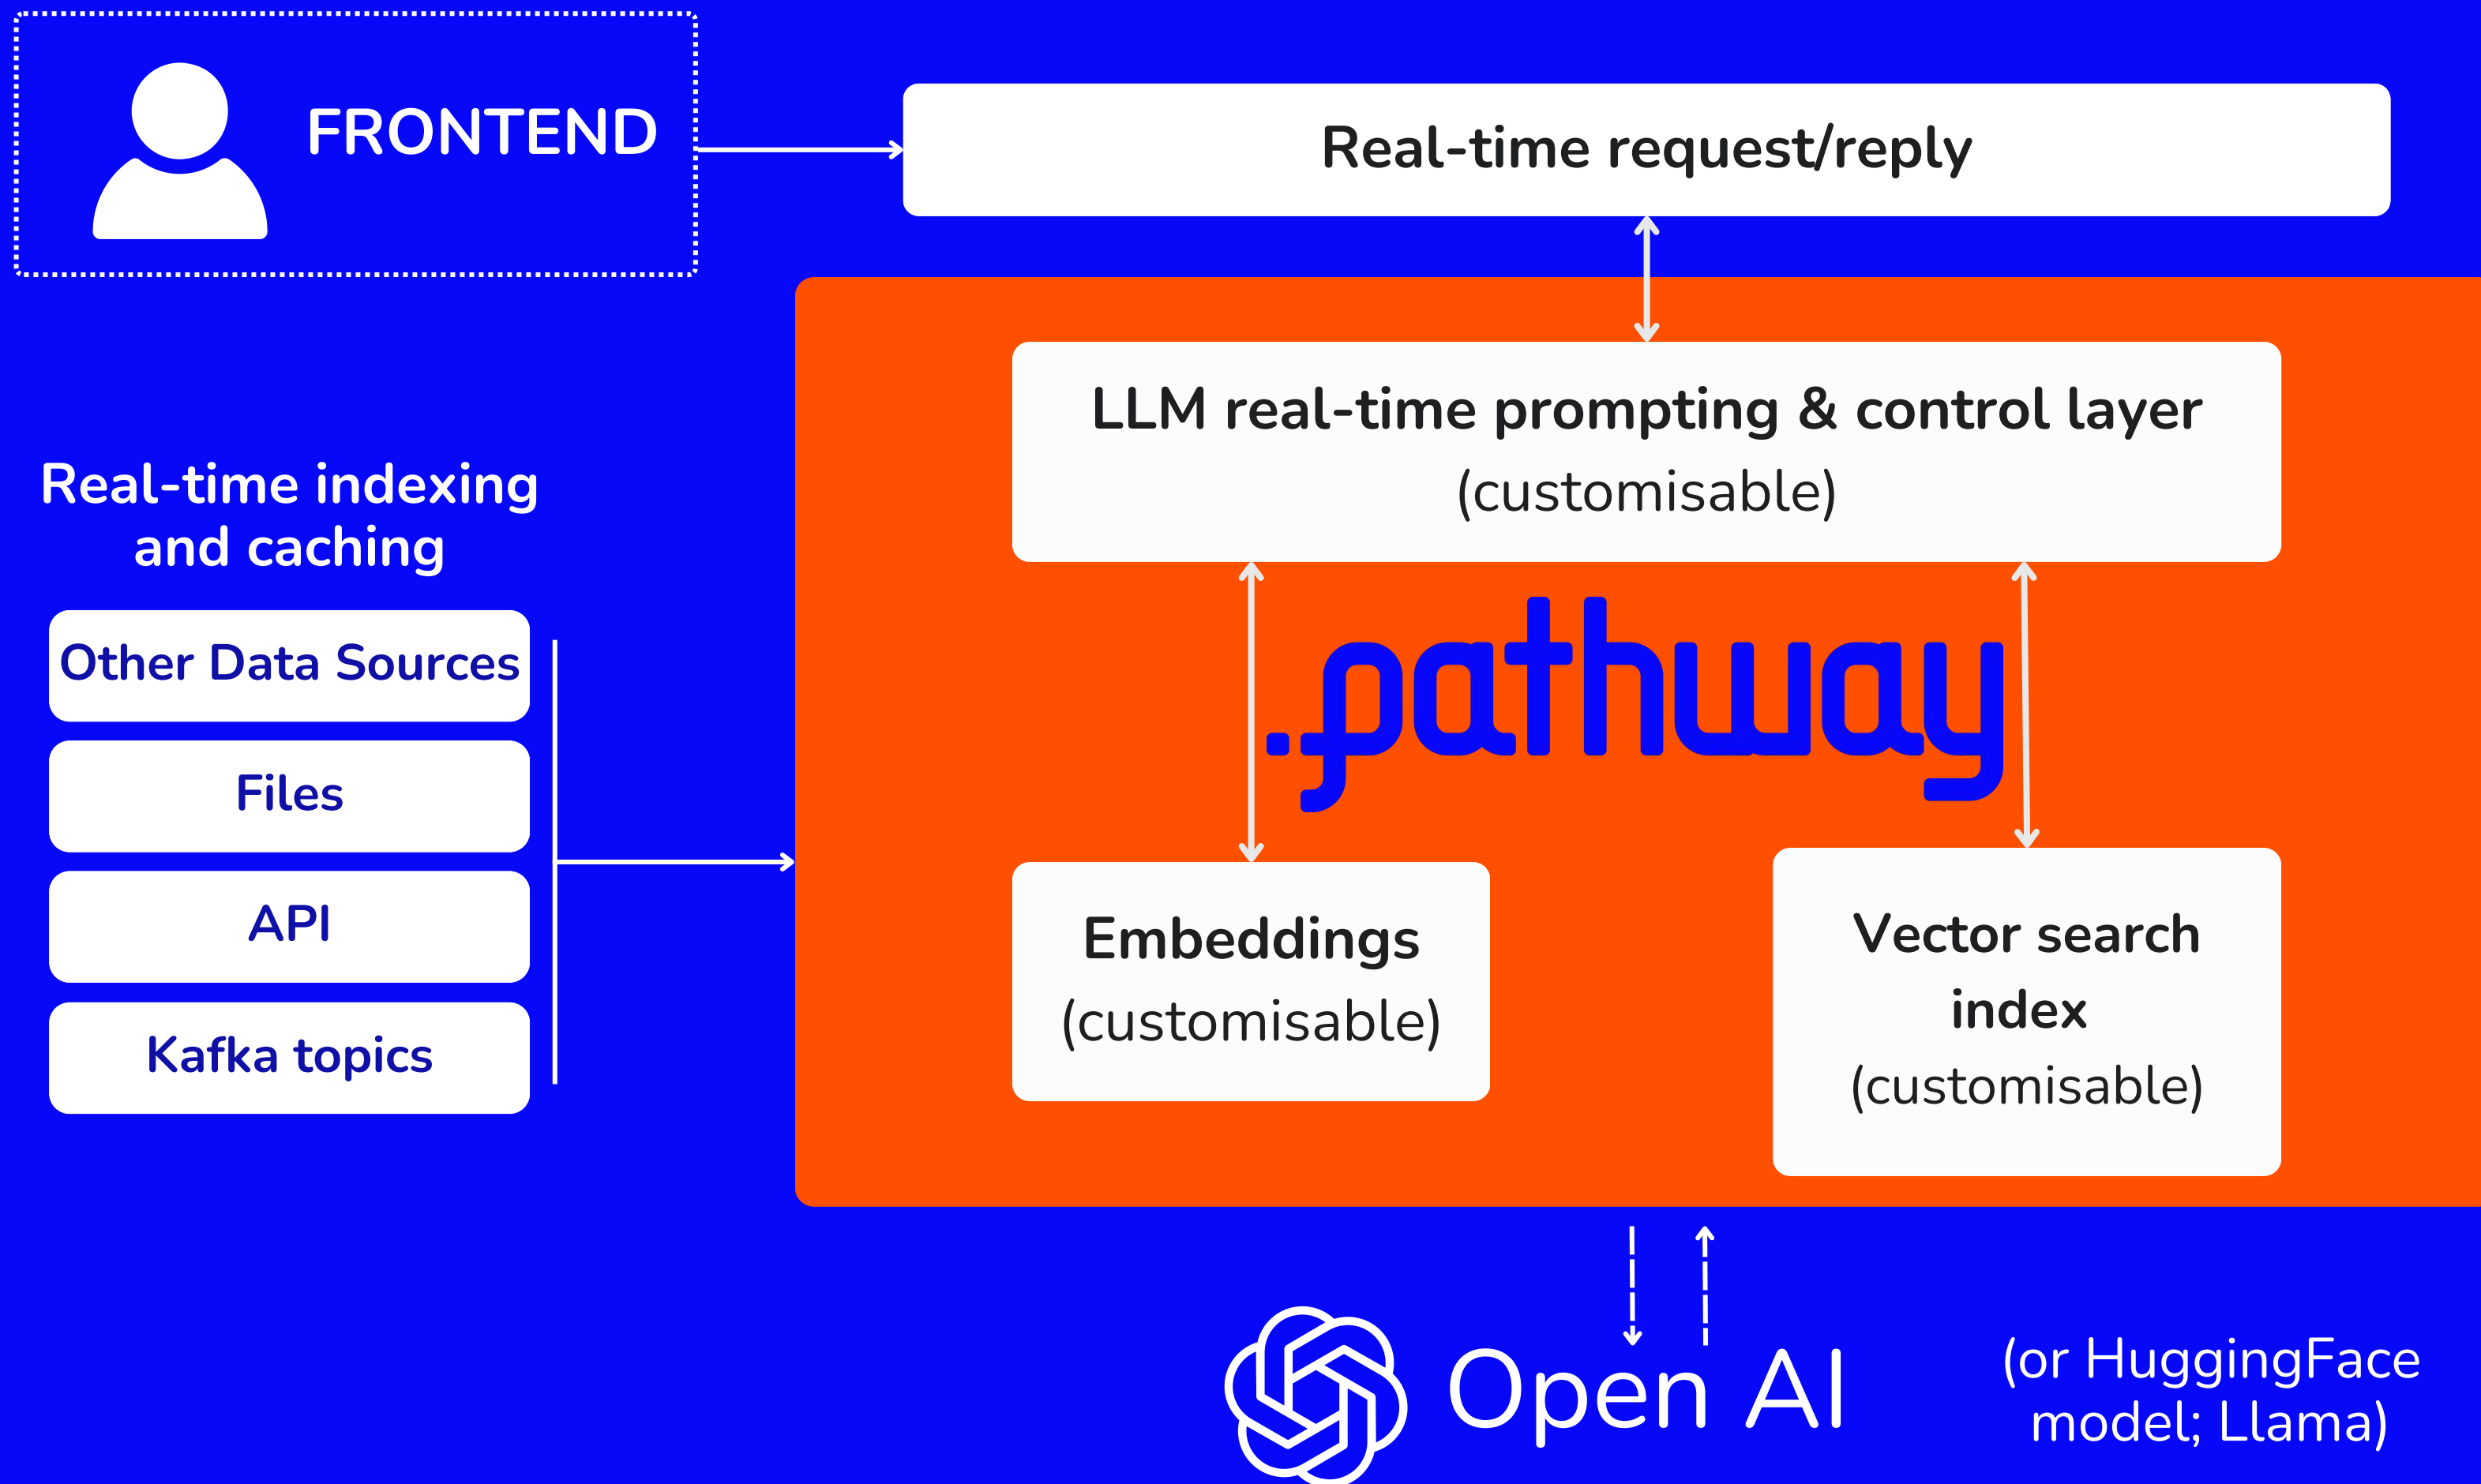 FRONTEND
Real-time request/reply
LLM real-time prompting & control layer
(customisable)
Real-time indexing
and caching
Other Data Sources
Files
API
Kafka topics
pathway
Embeddings
(customisable)
Vector search
index
(customisable)
Open AI
(or HuggingFace
model; Llama)